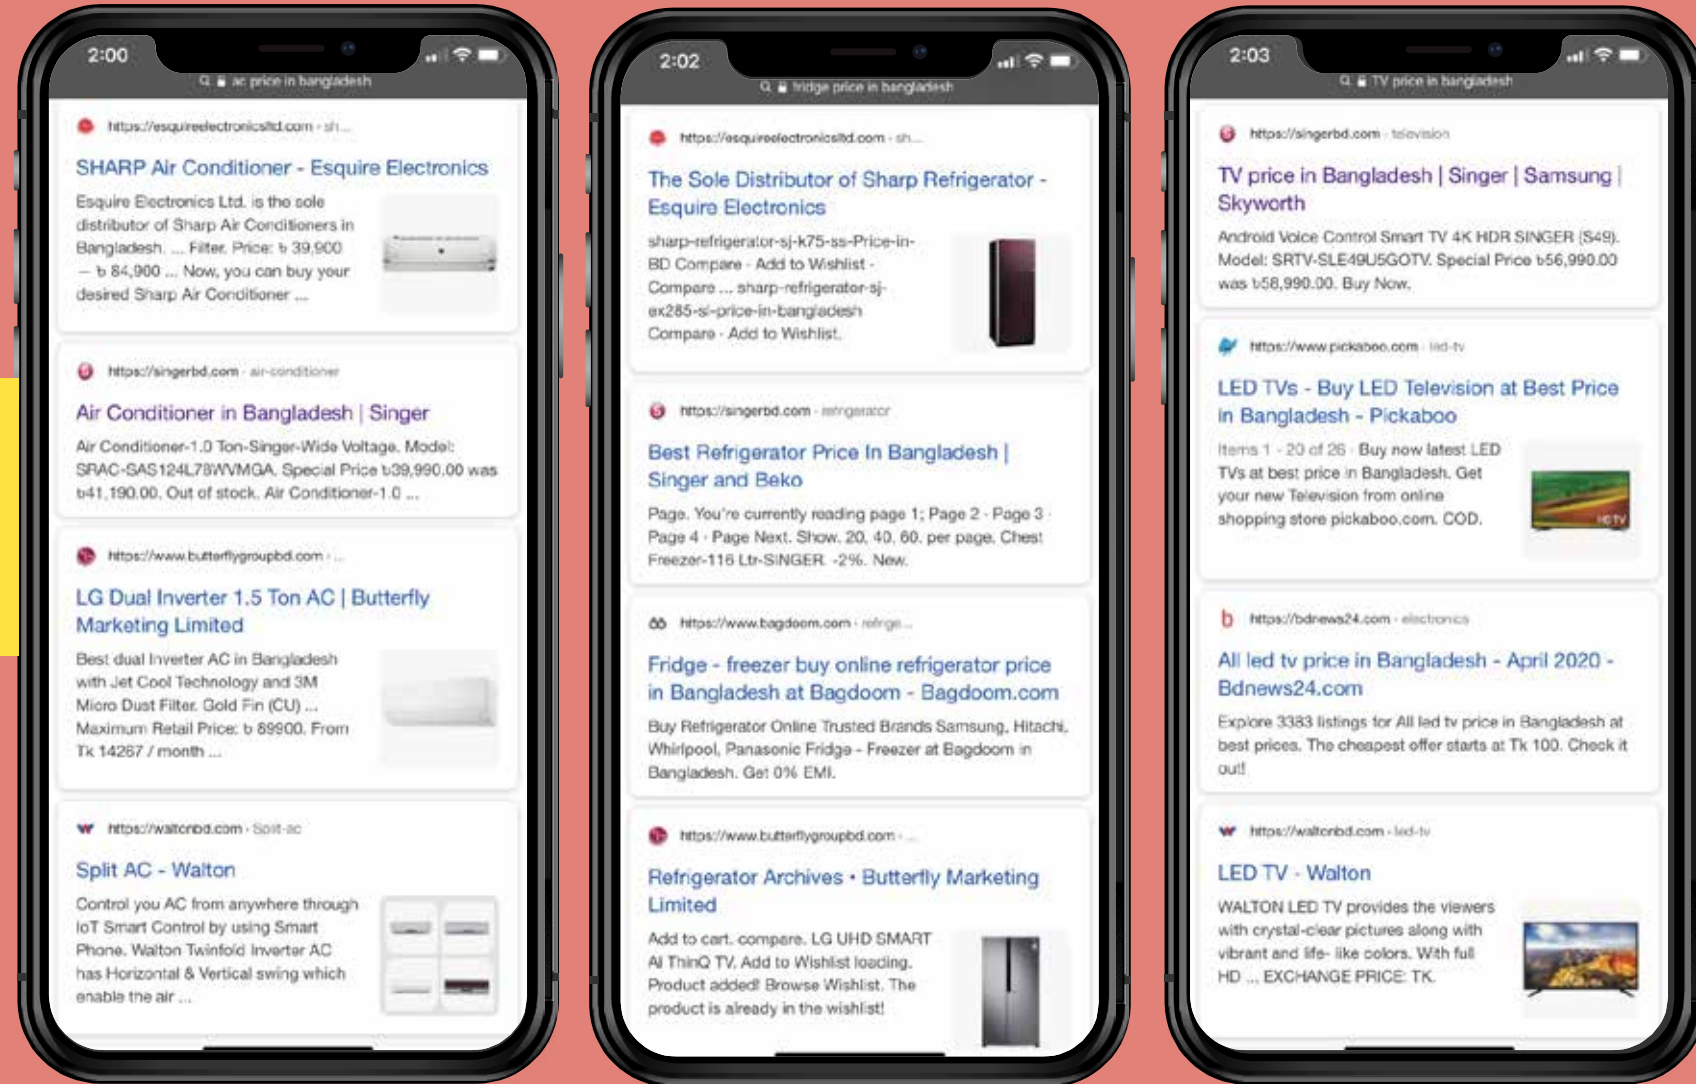 2:00
ac price in bangladesh
https://esquireelectronicsltd.com › sh...
SHARP Air Conditioner - Esquire Electronics
Esquire Electronics Ltd. is the sole
distributor of Sharp Air Conditioners in
Bangladesh. ... Filter. Price: ৳ 39,900
— ৳ 84,900 ... Now, you can buy your
desired Sharp Air Conditioner ...
https://singerbd.com › air-conditioner
Air Conditioner in Bangladesh | Singer
Air Conditioner-1.0 Ton-Singer-Wide Voltage. Model:
SRAC-SAS124L78WVMGA. Special Price ৳39,990.00 was
৳41,190.00. Out of stock. Air Conditioner-1.0 ...
https://www.butterflygroupbd.com › ...
LG Dual Inverter 1.5 Ton AC | Butterfly
Marketing Limited
Best dual Inverter AC in Bangladesh
with Jet Cool Technology and 3M
Micro Dust Filter. Gold Fin (CU) ...
Maximum Retail Price: ৳ 89900. From
Tk 14267 / month ...
https://waltonbd.com › Split-ac
Split AC - Walton
Control you AC from anywhere through
IoT Smart Control by using Smart
Phone. Walton Twinfold Inverter AC
has Horizontal & Vertical swing which
enable the air ...
2:02
fridge price in bangladesh
https://esquireelectronicsltd.com › sh...
The Sole Distributor of Sharp Refrigerator -
Esquire Electronics
sharp-refrigerator-sj-k75-ss-Price-in-
BD Compare · Add to Wishlist ·
Compare ... sharp-refrigerator-sj-
ex285-sl-price-in-bangladesh
Compare · Add to Wishlist.
https://singerbd.com › refrigerator
Best Refrigerator Price In Bangladesh |
Singer and Beko
Page. You're currently reading page 1; Page 2 · Page 3 ·
Page 4 · Page Next. Show. 20, 40, 60. per page. Chest
Freezer-116 Ltr-SINGER. -2%. New.
https://www.bagdoom.com › refrige...
Fridge - freezer buy online refrigerator price
in Bangladesh at Bagdoom - Bagdoom.com
Buy Refrigerator Online Trusted Brands Samsung, Hitachi,
Whirlpool, Panasonic Fridge - Freezer at Bagdoom in
Bangladesh. Get 0% EMI.
https://www.butterflygroupbd.com › ...
Refrigerator Archives • Butterfly Marketing
Limited
Add to cart. compare. LG UHD SMART
AI ThinQ TV. Add to Wishlist loading.
Product added! Browse Wishlist. The
product is already in the wishlist!
2:03
TV price in bangladesh
https://singerbd.com › television
TV price in Bangladesh | Singer | Samsung |
Skyworth
Android Voice Control Smart TV 4K HDR SINGER (S49).
Model: SRTV-SLE49U5GOTV. Special Price ৳56,990.00
was ৳58,990.00. Buy Now.
https://www.pickaboo.com › led-tv
LED TVs - Buy LED Television at Best Price
in Bangladesh - Pickaboo
Items 1 - 20 of 26 · Buy now latest LED
TVs at best price in Bangladesh. Get
your new Television from online
shopping store pickaboo.com. COD.
HDTV
https://bdnews24.com › electronics
All led tv price in Bangladesh - April 2020 -
Bdnews24.com
Explore 3383 listings for All led tv price in Bangladesh at
best prices. The cheapest offer starts at Tk 100. Check it
out!
https://waltonbd.com › led-tv
LED TV - Walton
WALTON LED TV provides the viewers
with crystal-clear pictures along with
vibrant and life- like colors. With full
HD ... EXCHANGE PRICE: TK.